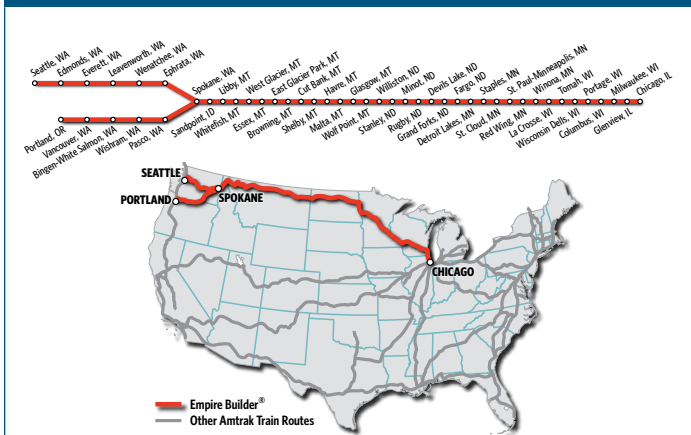 Seattle, WA
Edmonds, WA
Everett, WA
Leavenworth, WA
Wenatchee, WA
Ephrata, WA
Spokane, WA
Libby, MT
West Glacier, MT
East Glacier Park, MT
Cut Bank, MT
Havre, MT
Glasgow, MT
Williston, ND
Minot, ND
Devils Lake, ND
Fargo, ND
Staples, MN
St. Paul-Minneapolis, MN
Winona, MN
Tomah, WI
Portage, WI
Milwaukee, WI
Chicago, IL
Portland, OR
Vancouver, WA
Bingen-White Salmon, WA
Wishram, WA
Pasco, WA
Sandpoint, ID
Whitefish, MT
Essex, MT
Browning, MT
Shelby, MT
Malta, MT
Wolf Point, MT
Stanley, ND
Rugby, ND
Grand Forks, ND
Detroit Lakes, MN
St. Cloud, MN
Red Wing, MN
La Crosse, WI
Wisconsin Dells, WI
Columbus, WI
Glenview, IL
SEATTLE
PORTLAND
SPOKANE
CHICAGO
Empire Builder®
Other Amtrak Train Routes